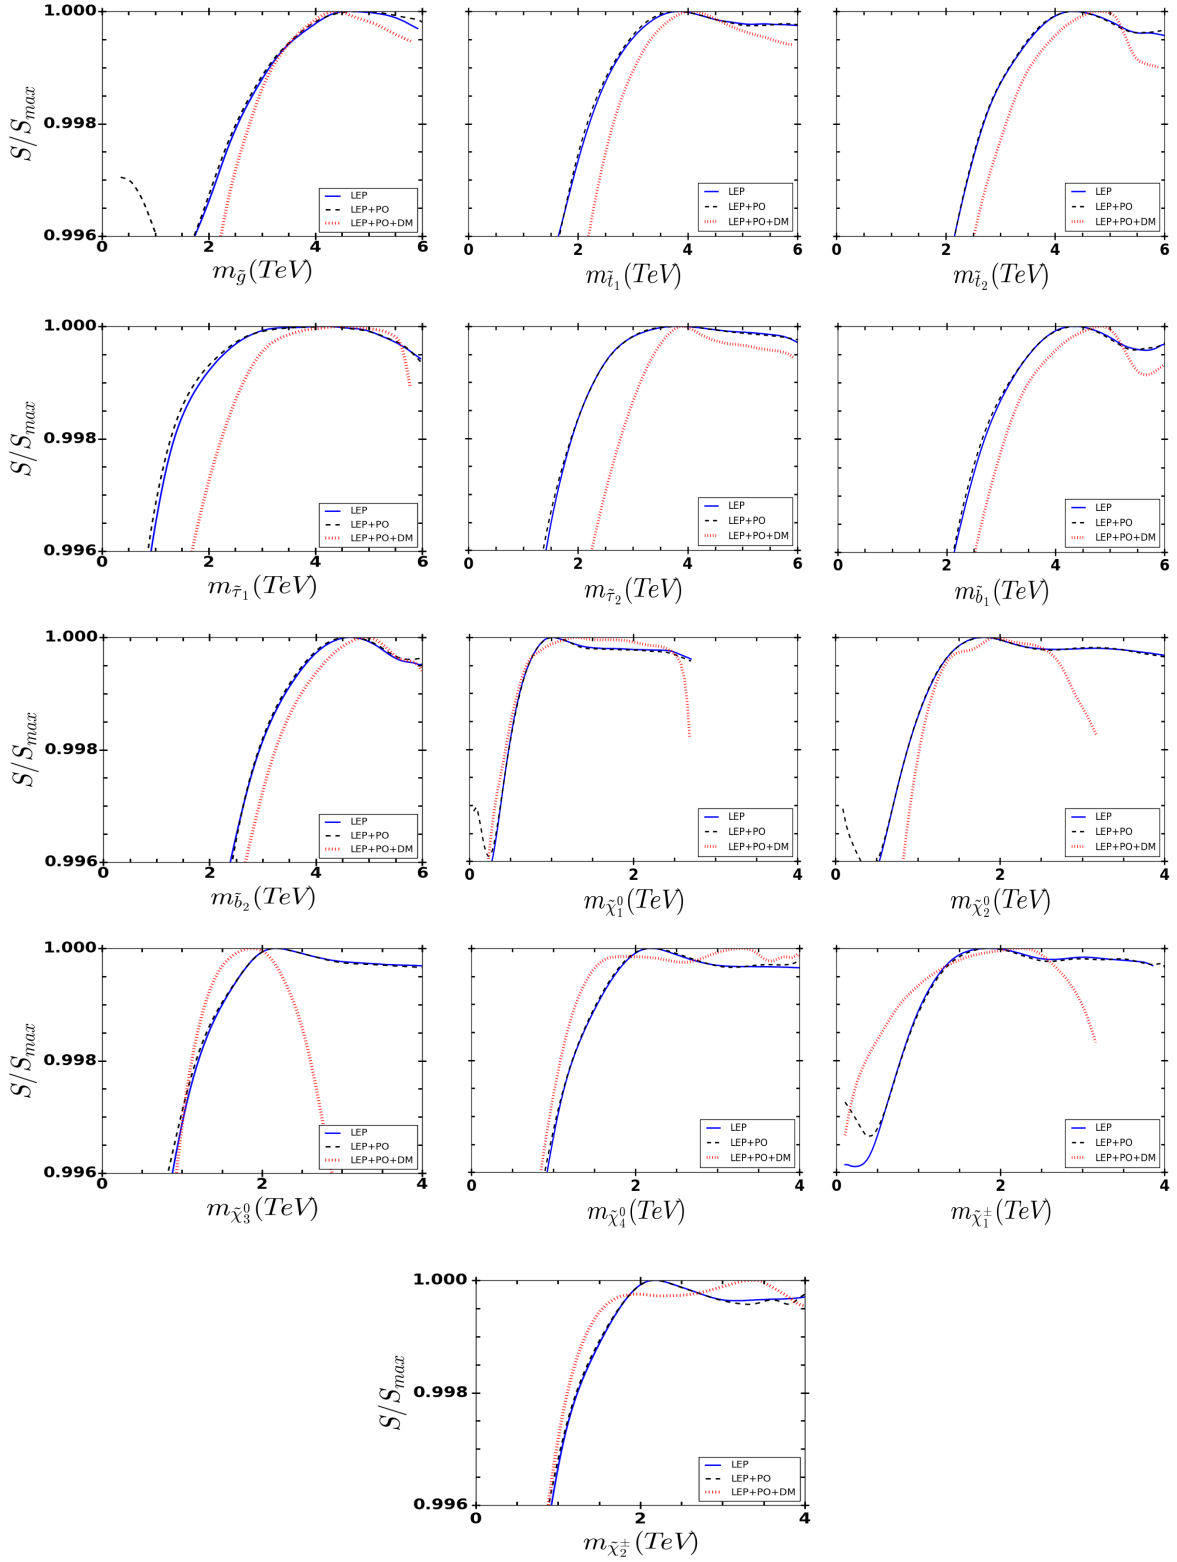 1.000
0.998
0.996
S/S_max
0 2 4 6
m_g̃(TeV)
LEP
LEP+PO
LEP+PO+DM
0 2 4 6
m_t̃₁(TeV)
LEP
LEP+PO
LEP+PO+DM
0 2 4 6
m_t̃₂(TeV)
LEP
LEP+PO
LEP+PO+DM
1.000
0.998
0.996
S/S_max
0 2 4 6
m_τ̃₁(TeV)
LEP
LEP+PO
LEP+PO+DM
0 2 4 6
m_τ̃₂(TeV)
LEP
LEP+PO
LEP+PO+DM
0 2 4 6
m_b̃₁(TeV)
LEP
LEP+PO
LEP+PO+DM
1.000
0.998
0.996
S/S_max
0 2 4 6
m_b̃₂(TeV)
LEP
LEP+PO
LEP+PO+DM
0 2 4
m_χ̃₁⁰(TeV)
LEP
LEP+PO
LEP+PO+DM
0 2 4
m_χ̃₂⁰(TeV)
LEP
LEP+PO
LEP+PO+DM
1.000
0.998
0.996
S/S_max
0 2 4
m_χ̃₃⁰(TeV)
LEP
LEP+PO
LEP+PO+DM
0 2 4
m_χ̃₄⁰(TeV)
LEP
LEP+PO
LEP+PO+DM
0 2 4
m_χ̃₁±(TeV)
LEP
LEP+PO
LEP+PO+DM
1.000
0.998
0.996
S/S_max
0 2 4
m_χ̃₂±(TeV)
LEP
LEP+PO
LEP+PO+DM